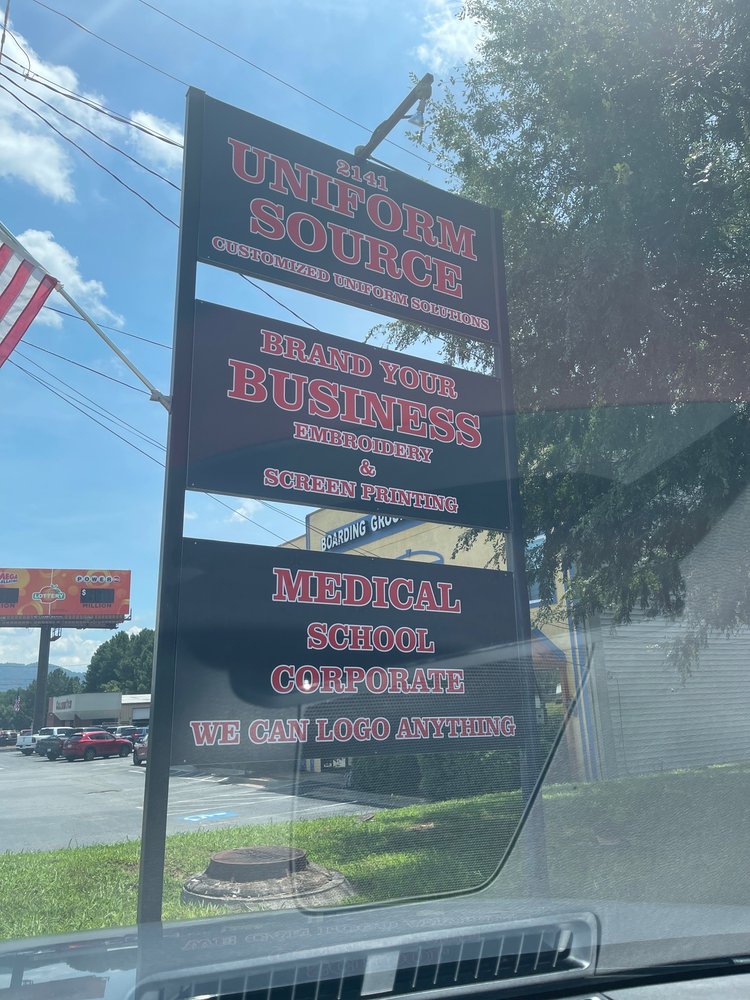 2141
UNIFORM
SOURCE
CUSTOMIZED UNIFORM SOLUTIONS
BRAND YOUR
BUSINESS
EMBROIDERY
&
SCREEN PRINTING
BOARDING
MEDICAL
SCHOOL
CORPORATE
WE CAN LOGO ANYTHING
POWER
LOTTERY
$
MILLION